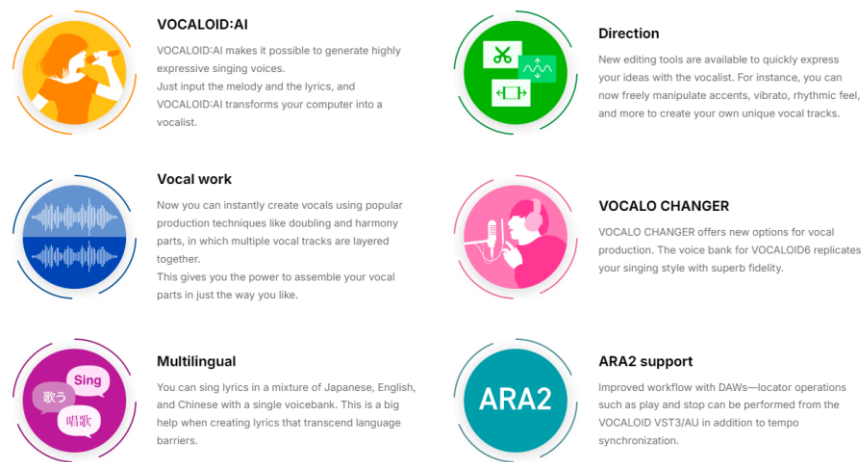 VOCALOID:AI
VOCALOID:AI makes it possible to generate highly
expressive singing voices.
Just input the melody and the lyrics, and
VOCALOID:AI transforms your computer into a
vocalist.
Direction
New editing tools are available to quickly express
your ideas with the vocalist. For instance, you can
now freely manipulate accents, vibrato, rhythmic feel,
and more to create your own unique vocal tracks.
Vocal work
Now you can instantly create vocals using popular
production techniques like doubling and harmony
parts, in which multiple vocal tracks are layered
together.
This gives you the power to assemble your vocal
parts in just the way you like.
VOCALO CHANGER
VOCALO CHANGER offers new options for vocal
production. The voice bank for VOCALOID6 replicates
your singing style with superb fidelity.
Sing
歌う
唱歌
Multilingual
You can sing lyrics in a mixture of Japanese, English,
and Chinese with a single voicebank. This is a big
help when creating lyrics that transcend language
barriers.
ARA2
ARA2 support
Improved workflow with DAWs—locator operations
such as play and stop can be performed from the
VOCALOID VST3/AU in addition to tempo
synchronization.